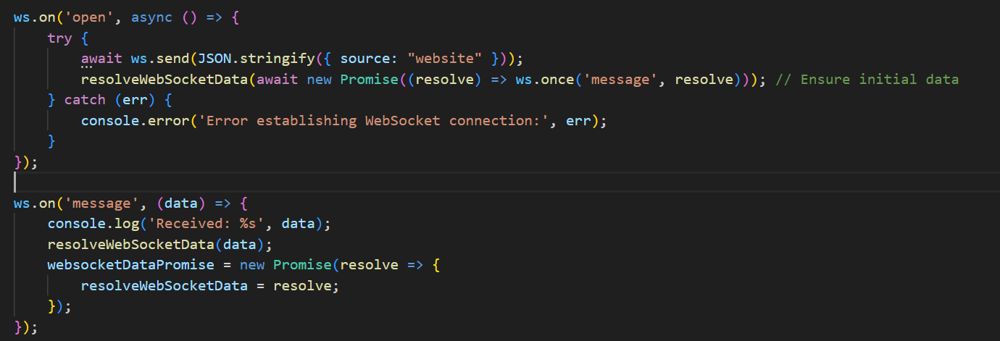 ws.on('open', async () => {
    try {
        await ws.send(JSON.stringify({ source: "website" }));
        resolveWebSocketData(await new Promise((resolve) => ws.once('message', resolve))); // Ensure initial data
    } catch (err) {
        console.error('Error establishing WebSocket connection:', err);
    }
});

ws.on('message', (data) => {
    console.log('Received: %s', data);
    resolveWebSocketData(data);
    websocketDataPromise = new Promise(resolve => {
        resolveWebSocketData = resolve;
    });
});